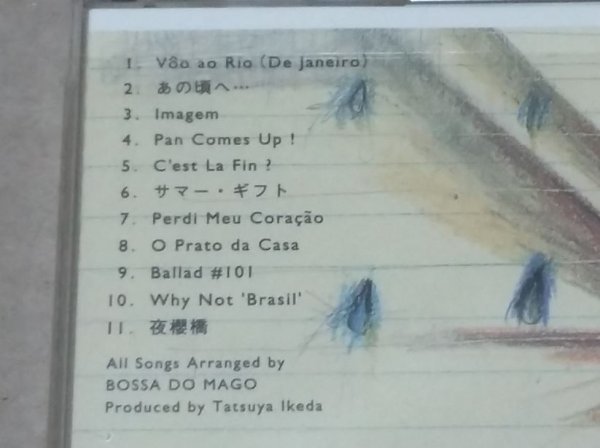 1. Vôo ao Rio (De Janeiro)
2. あの頃へ…
3. Imagem
4. Pan Comes Up !
5. C'est La Fin ?
6. サマー・ギフト
7. Perdi Meu Coração
8. O Prato da Casa
9. Ballad #101
10. Why Not 'Brasil'
11. 夜櫻橋
All Songs Arranged by
BOSSA DO MAGO
Produced by Tatsuya Ikeda